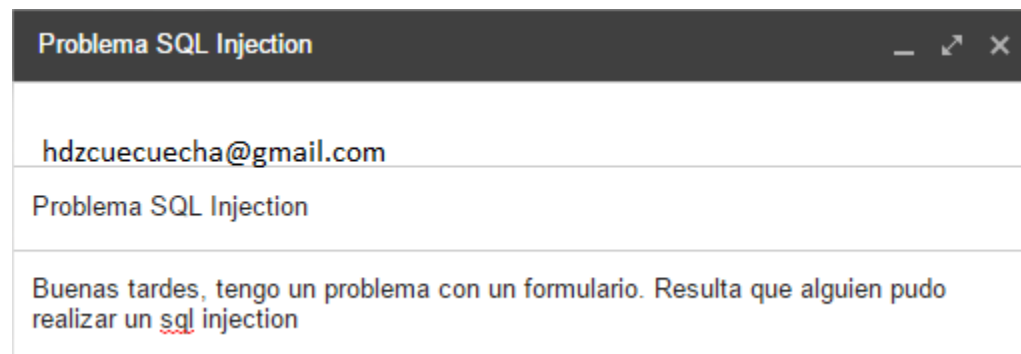 Problema SQL Injection
hdzcuecuecha@gmail.com
Problema SQL Injection
Buenas tardes, tengo un problema con un formulario. Resulta que alguien pudo
realizar un sql injection